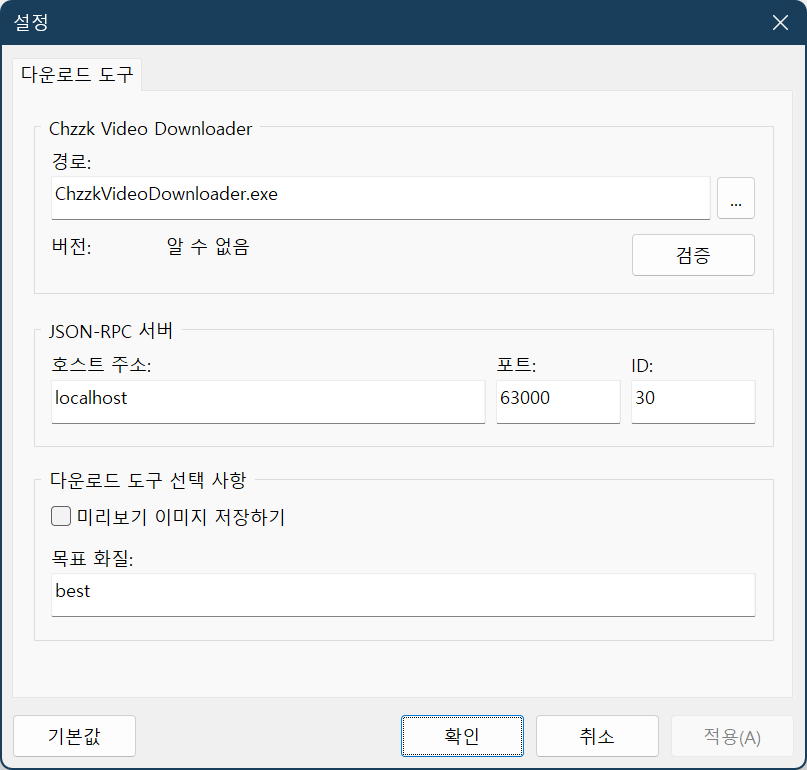 설정
다운로드 도구
Chzzk Video Downloader
경로:
ChzzkVideoDownloader.exe
...
버전: 알 수 없음
검증
JSON-RPC 서버
호스트 주소: 포트: ID:
localhost 63000 30
다운로드 도구 선택 사항
미리보기 이미지 저장하기
목표 화질:
best
기본값 확인 취소 적용(A)